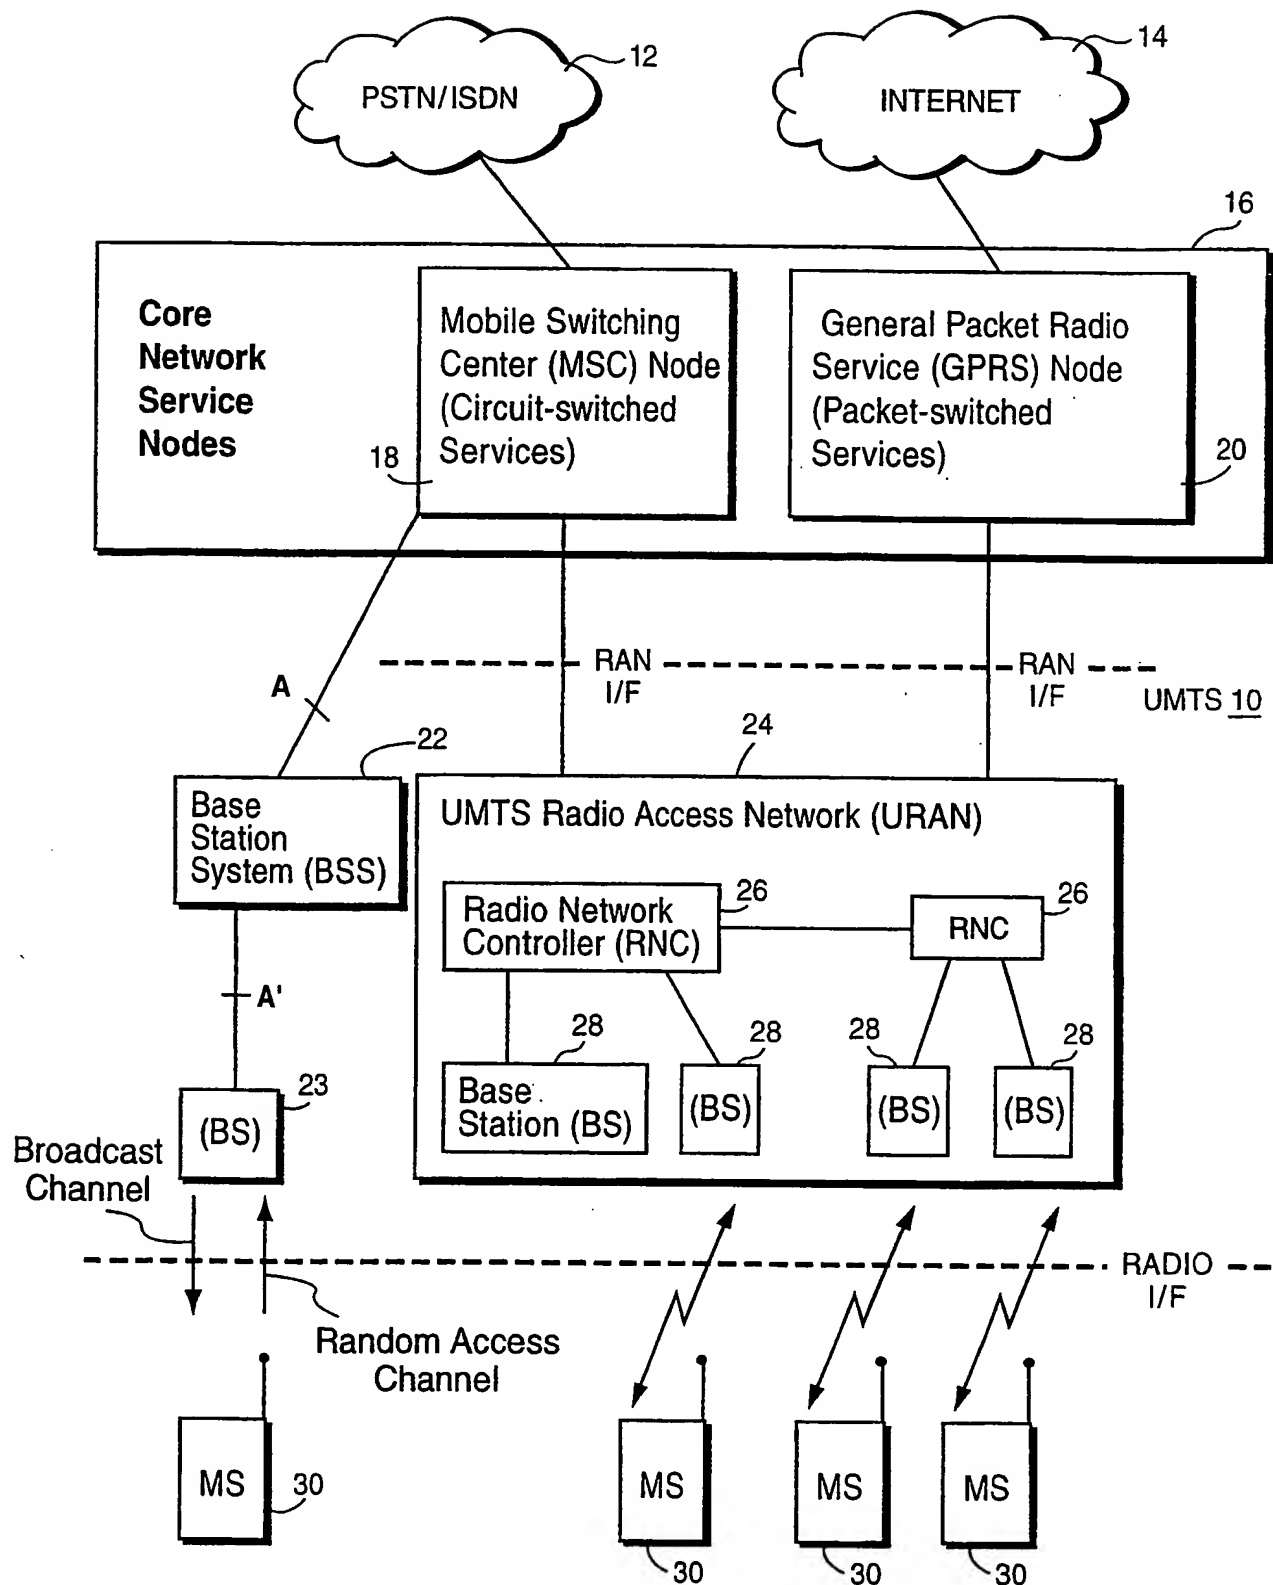 12
14
PSTN/ISDN
INTERNET
16
Core
Network
Service
Nodes
Mobile Switching
Center (MSC) Node
(Circuit-switched
Services)
18
General Packet Radio
Service (GPRS) Node
(Packet-switched
Services)
20
RAN
I/F
RAN
I/F
A
UMTS 10
22
24
Base
Station
System (BSS)
UMTS Radio Access Network (URAN)
26
26
Radio Network
Controller (RNC)
RNC
A'
28
28
28
28
23
(BS)
Base
Station (BS)
(BS)
(BS)
(BS)
Broadcast
Channel
RADIO
I/F
Random Access
Channel
MS
30
MS
30
MS
30
MS
30